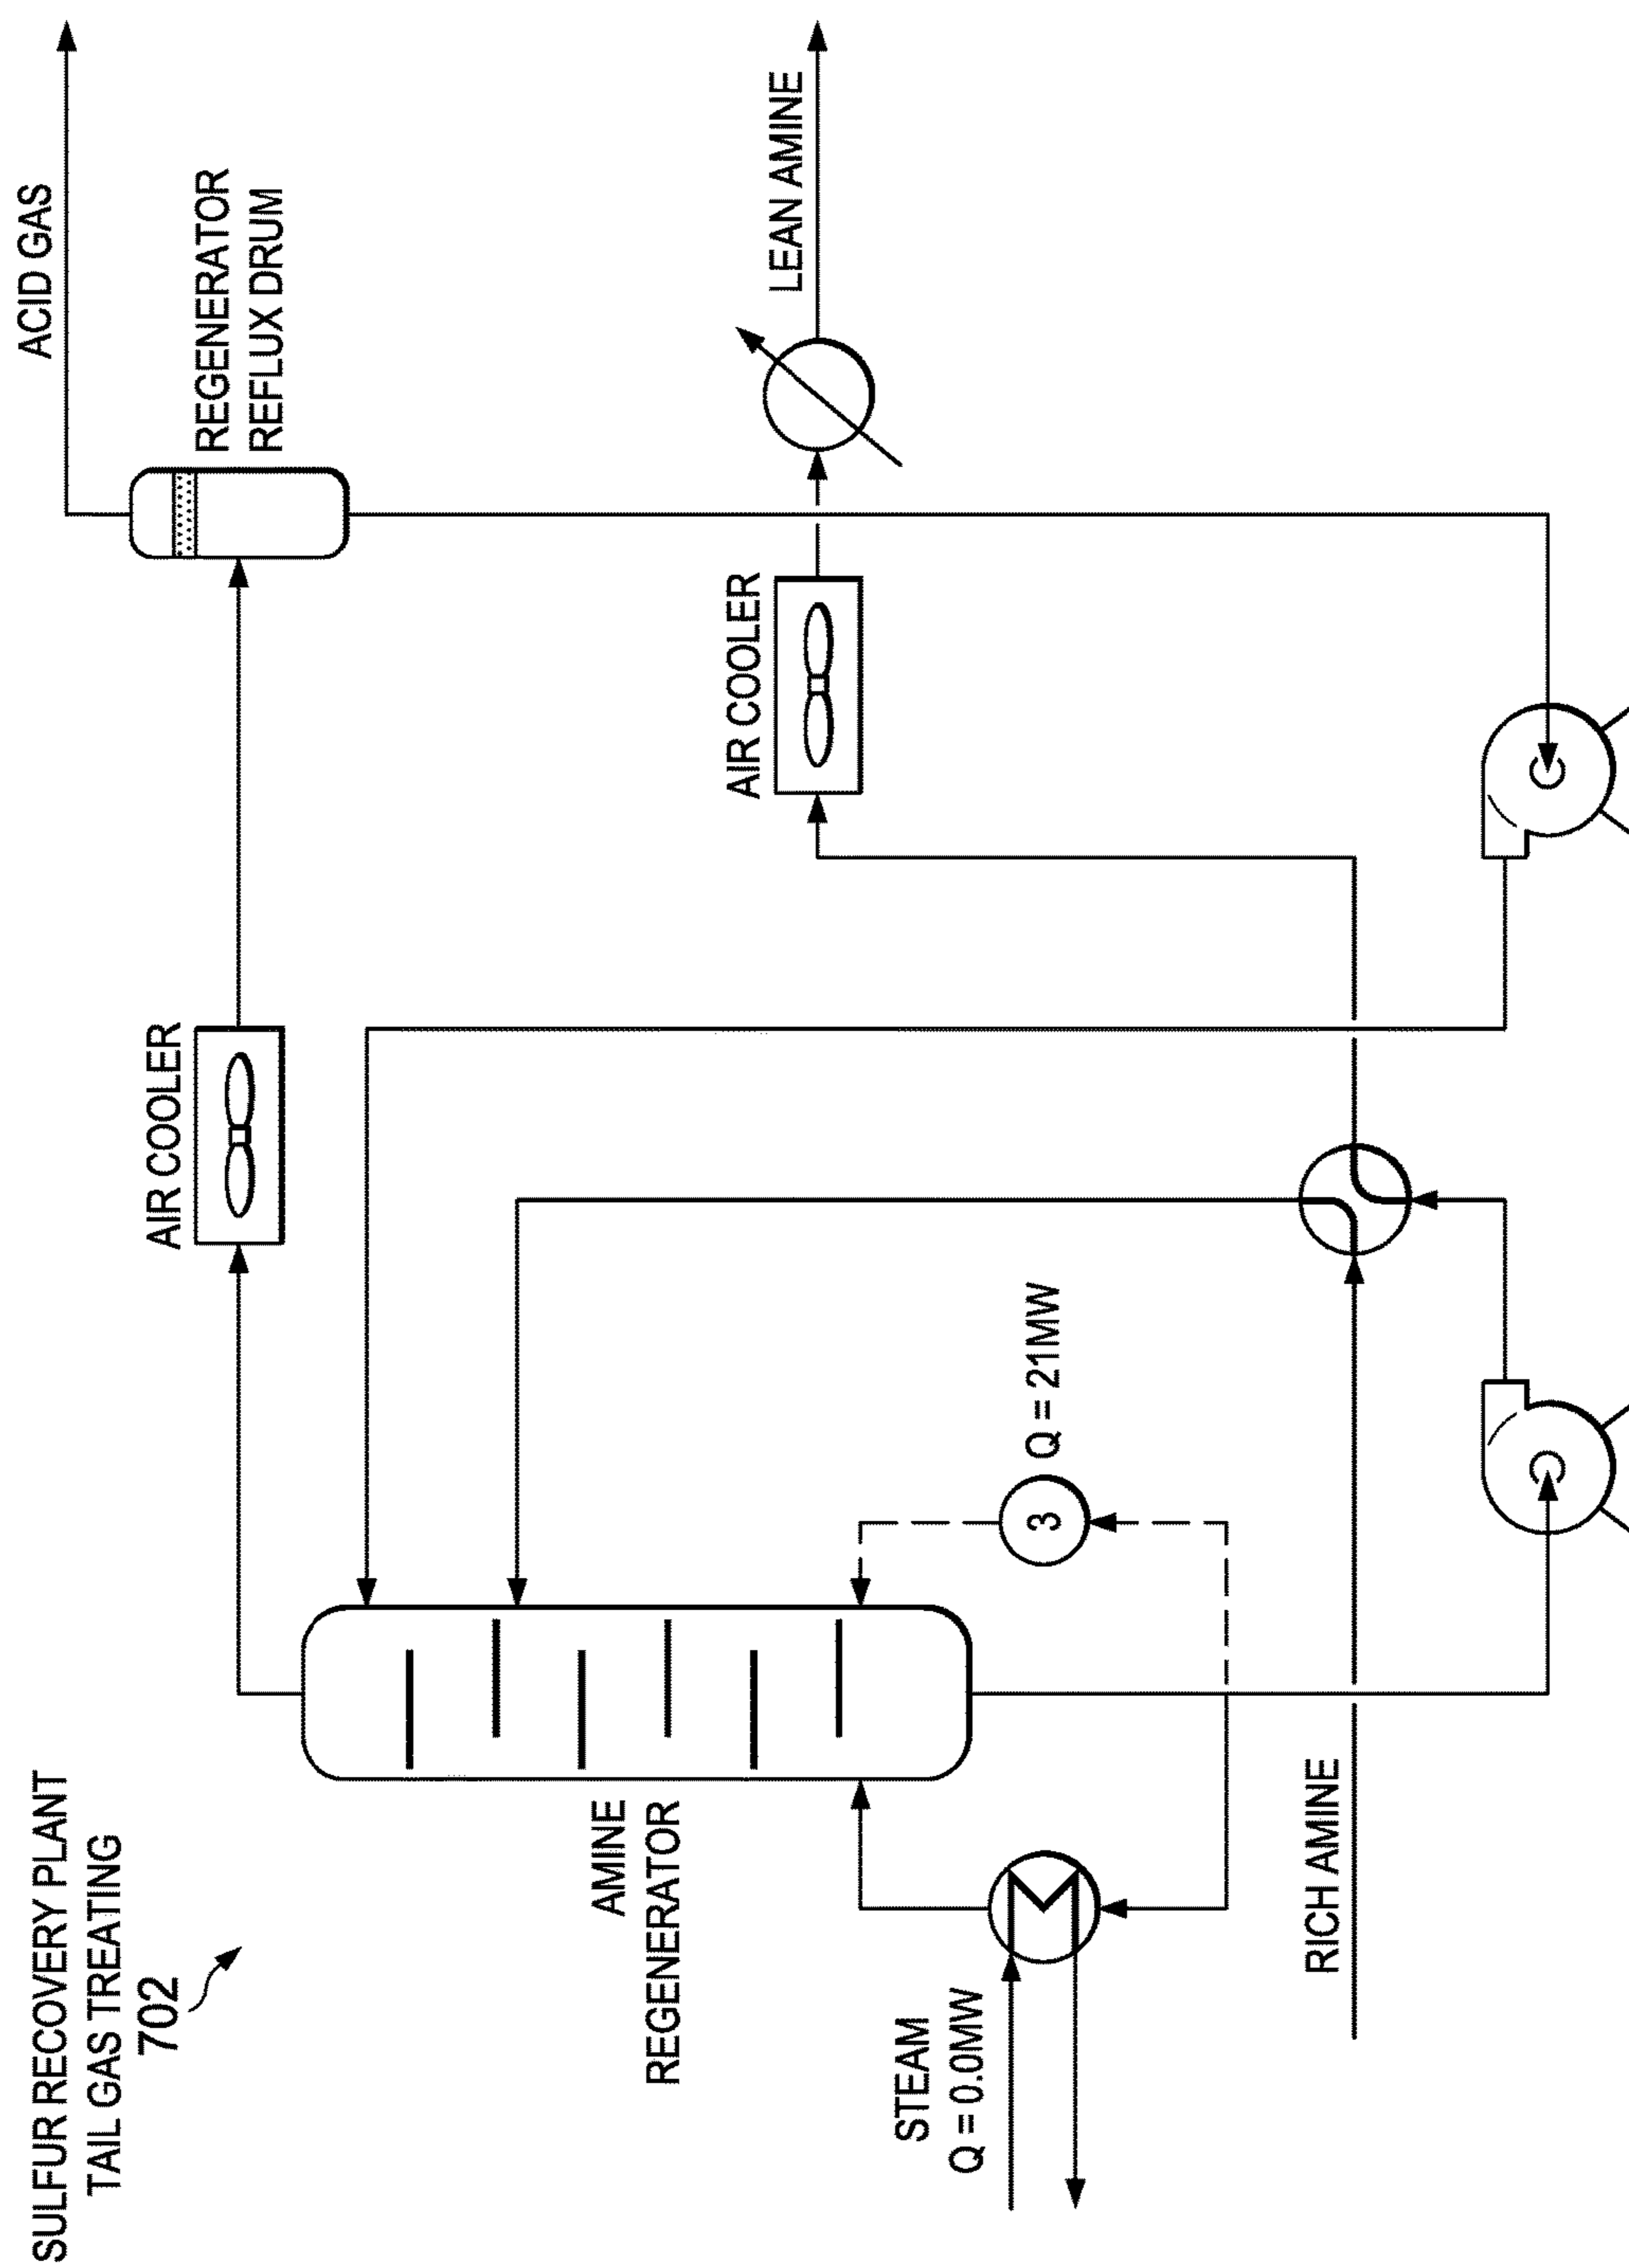 SULFUR RECOVERY PLANT
TAIL GAS TREATING
702
AIR COOLER
ACID GAS
REGENERATOR
REFLUX DRUM
AMINE
REGENERATOR
AIR COOLER
LEAN AMINE
STEAM
Q = 0.0MW
3
Q = 21MW
RICH AMINE